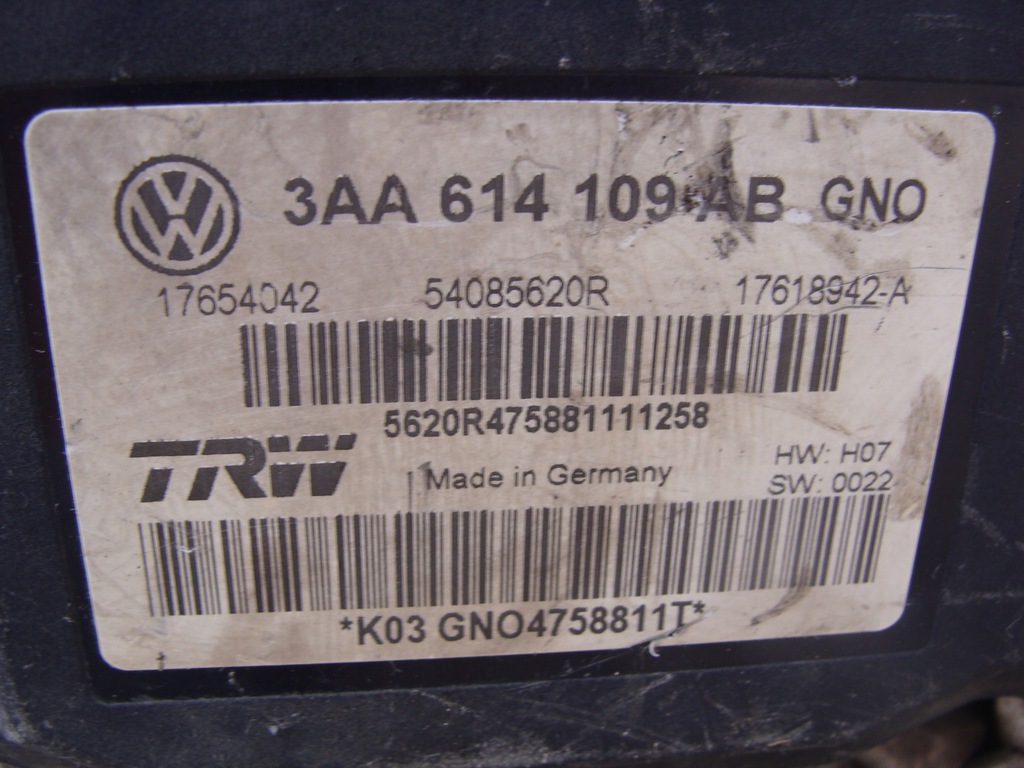 3AA 614 109 AB GNO
17654042 54085620R 17618942-A
5620R475881111258
TRW Made in Germany
HW: H07
SW: 0022
*K03 GNO4758811T*